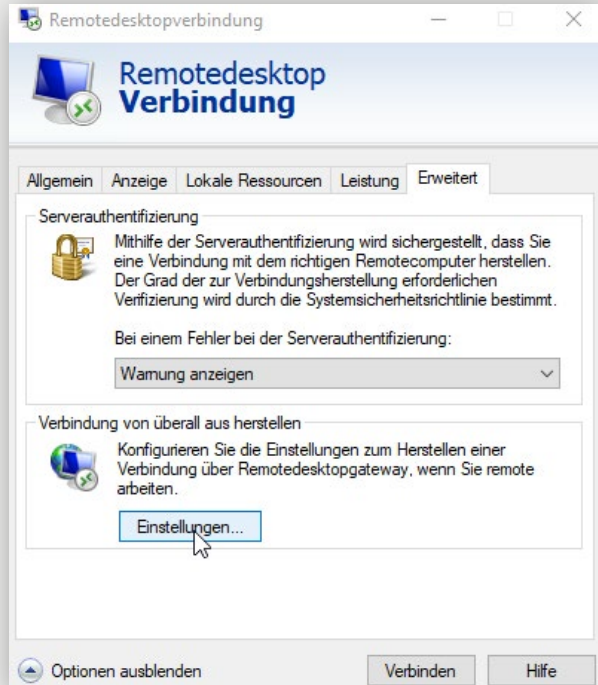 Remotedesktopverbindung
Remotedesktop
Verbindung
Allgemein Anzeige Lokale Ressourcen Leistung Erweitert
Serverauthentifizierung
Mithilfe der Serverauthentifizierung wird sichergestellt, dass Sie
eine Verbindung mit dem richtigen Remotecomputer herstellen.
Der Grad der zur Verbindungsherstellung erforderlichen
Verifizierung wird durch die Systemsicherheitsrichtlinie bestimmt.
Bei einem Fehler bei der Serverauthentifizierung:
Warnung anzeigen
Verbindung von überall aus herstellen
Konfigurieren Sie die Einstellungen zum Herstellen einer
Verbindung über Remotedesktopgateway, wenn Sie remote
arbeiten.
Einstellungen...
Optionen ausblenden Verbinden Hilfe